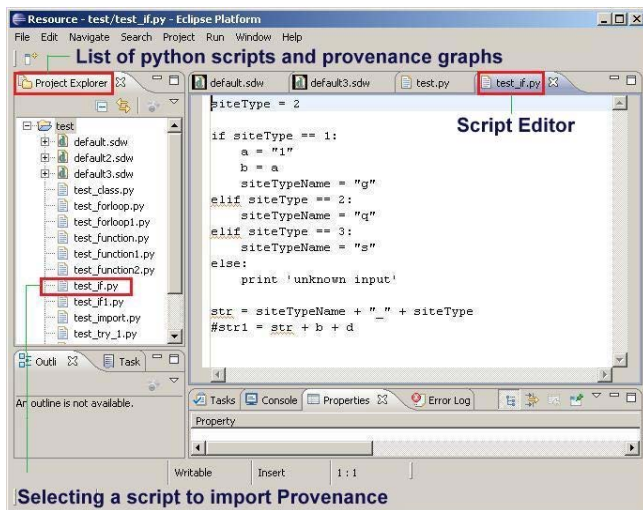 Resource - test/test_if.py - Eclipse Platform
File Edit Navigate Search Project Run Window Help
List of python scripts and provenance graphs
Project Explorer
default.sdw default3.sdw test.py test_if.py
Script Editor
test
default.sdw
default2.sdw
default3.sdw
test_class.py
test_forloop.py
test_forloop1.py
test_function.py
test_function1.py
test_function2.py
test_if.py
test_if1.py
test_import.py
test_try_1.py
siteType = 2
if siteType == 1:
    a = "1"
    b = a
    siteTypeName = "g"
elif siteType == 2:
    siteTypeName = "q"
elif siteType == 3:
    siteTypeName = "s"
else:
    print 'unknown input'
str = siteTypeName + "_" + siteType
#str1 = str + b + d
Outli Task
An outline is not available.
Tasks Console Properties Error Log
Property
Writable Insert 1 : 1
Selecting a script to import Provenance